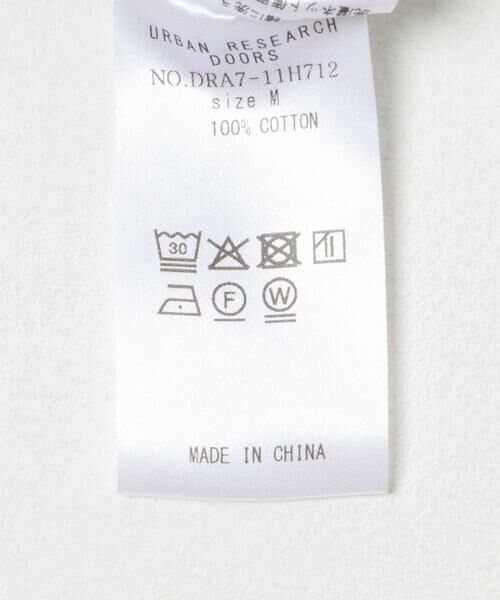 URBAN RESEARCH
DOORS
NO.DRA7-11H712
size M
100% COTTON
30
F W
MADE IN CHINA